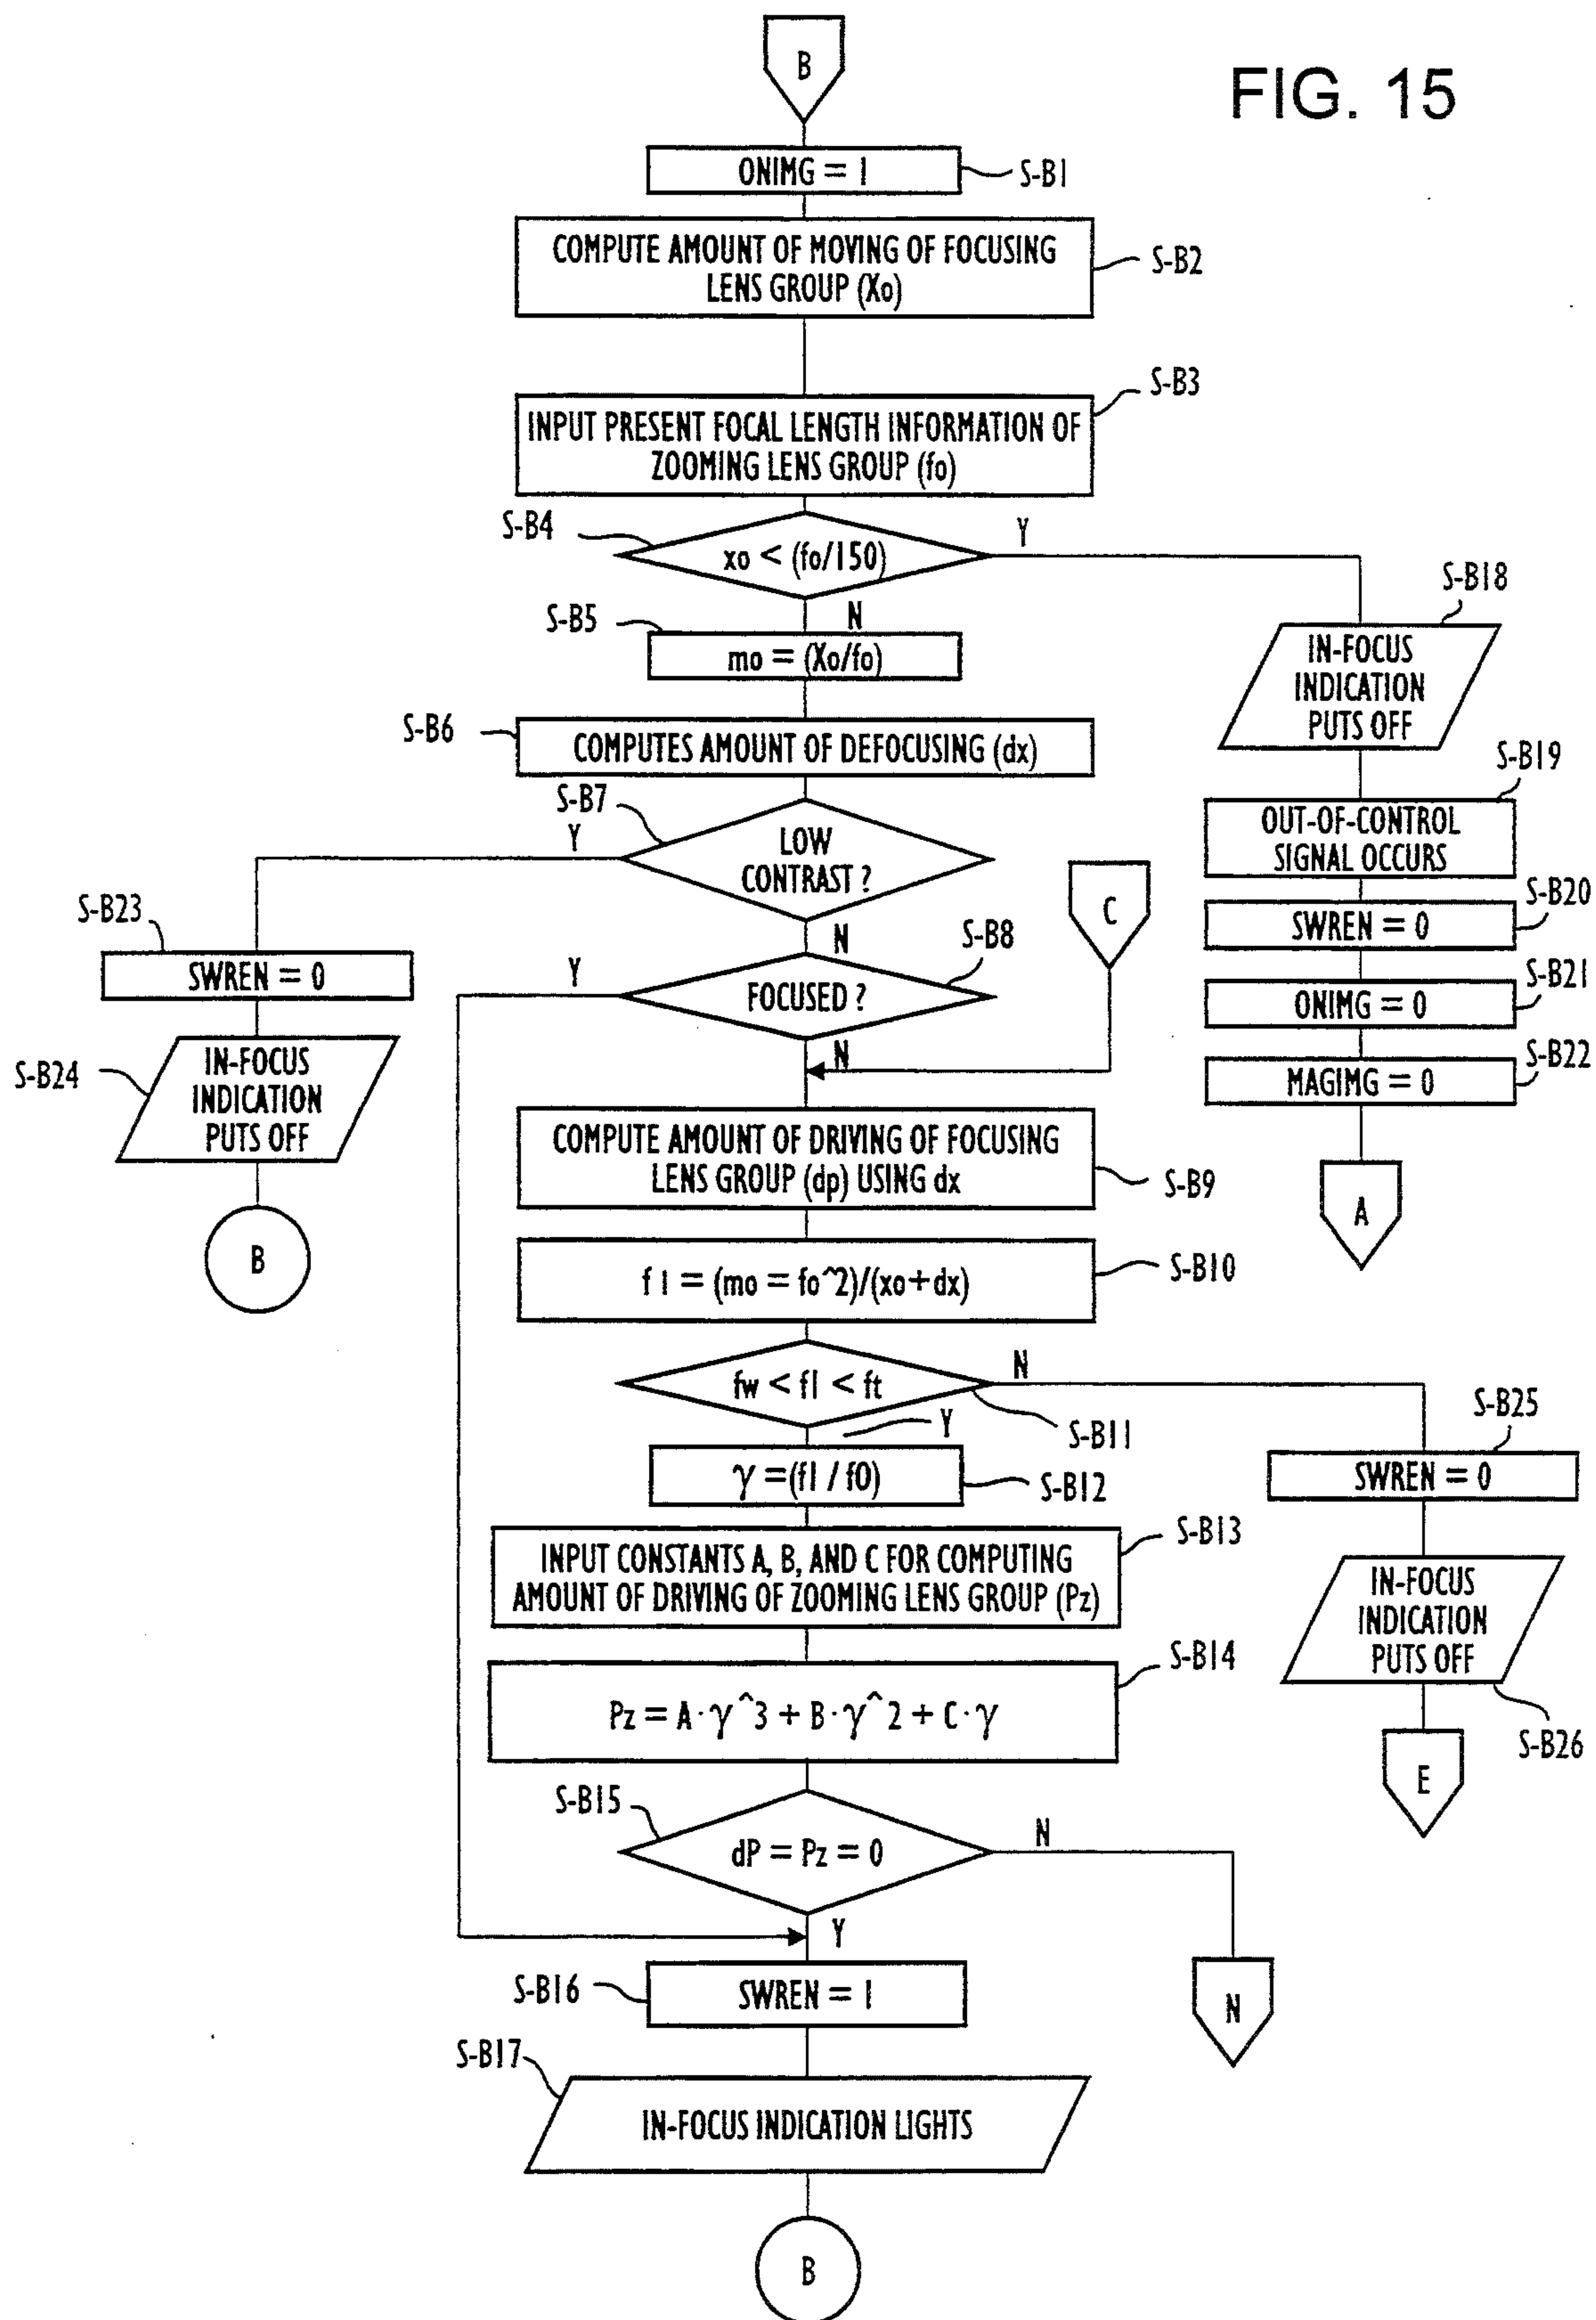 B
FIG. 15
ONIMG = 1
S-B1
COMPUTE AMOUNT OF MOVING OF FOCUSING
LENS GROUP (Xo)
S-B2
S-B3
INPUT PRESENT FOCAL LENGTH INFORMATION OF
ZOOMING LENS GROUP (fo)
S-B4
xo < (fo/150)
Y
N
S-B5
mo = (Xo/fo)
S-B18
IN-FOCUS
INDICATION
PUTS OFF
S-B6
COMPUTES AMOUNT OF DEFOCUSING (dx)
S-B19
OUT-OF-CONTROL
SIGNAL OCCURS
S-B7
Y
LOW
CONTRAST ?
N
C
S-B20
SWREN = 0
S-B23
SWREN = 0
S-B8
Y
FOCUSED ?
N
S-B21
ONIMG = 0
S-B22
MAGIMG = 0
A
S-B24
IN-FOCUS
INDICATION
PUTS OFF
B
COMPUTE AMOUNT OF DRIVING OF FOCUSING
LENS GROUP (dp) USING dx
S-B9
f1 = (mo = fo^2)/(xo+dx)
S-B10
fw < f1 < ft
N
S-B11
Y
S-B25
SWREN = 0
γ =(f1 / f0)
S-B12
S-B13
INPUT CONSTANTS A, B, AND C FOR COMPUTING
AMOUNT OF DRIVING OF ZOOMING LENS GROUP (Pz)
IN-FOCUS
INDICATION
PUTS OFF
S-B26
E
S-B14
Pz = A·γ^3 + B·γ^2 + C·γ
S-B15
dP = Pz = 0
N
Y
N
S-B16
SWREN = 1
S-B17
IN-FOCUS INDICATION LIGHTS
B